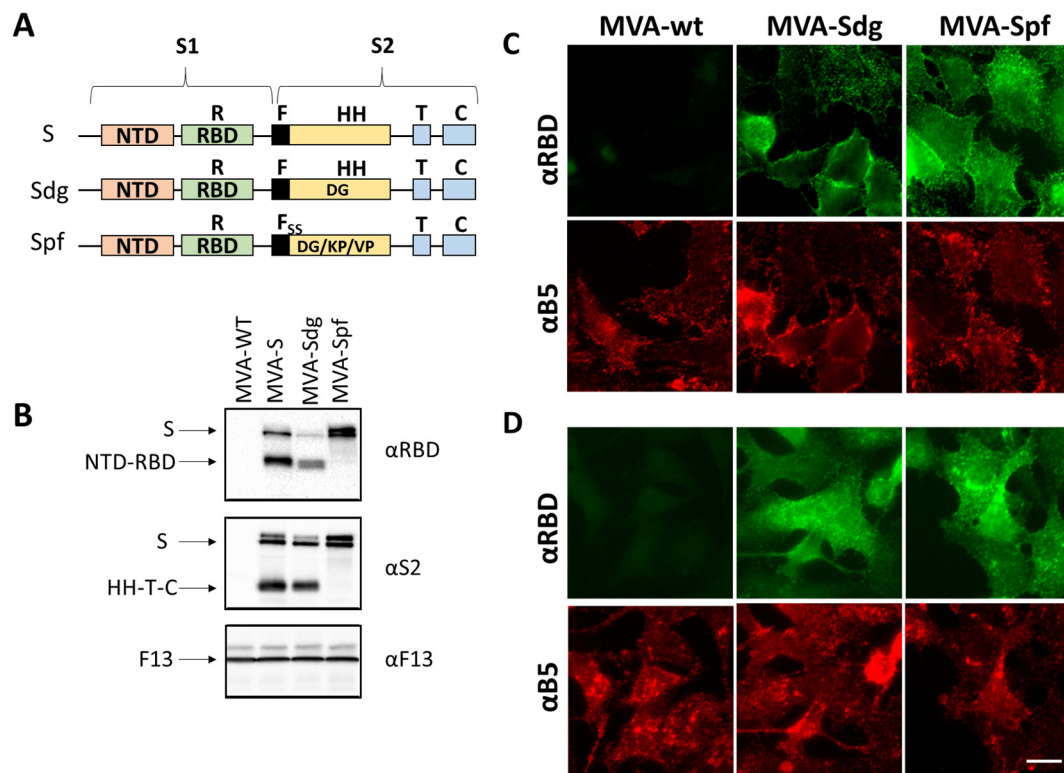 A
S1 S2
R F HH T C
S NTD RBD
R F HH T C
Sdg NTD RBD DG
R Fss T C
Spf NTD RBD DG/KP/VP
B
MVA-WT
MVA-S
MVA-Sdg
MVA-Spf
S
NTD-RBD
αRBD
S
HH-T-C
αS2
F13
αF13
C
MVA-wt MVA-Sdg MVA-Spf
αRBD
αB5
D
αRBD
αB5